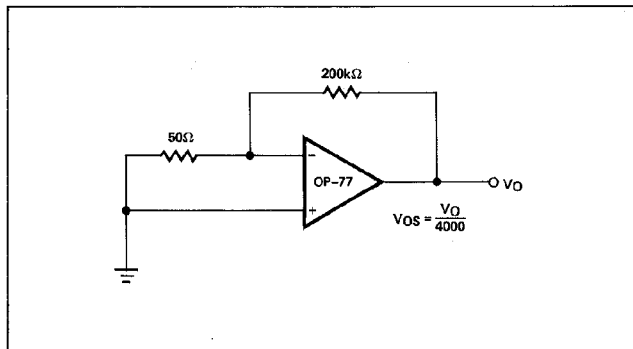 200kΩ
50Ω
−
OP–77
+
VO
VOS = VO
4000